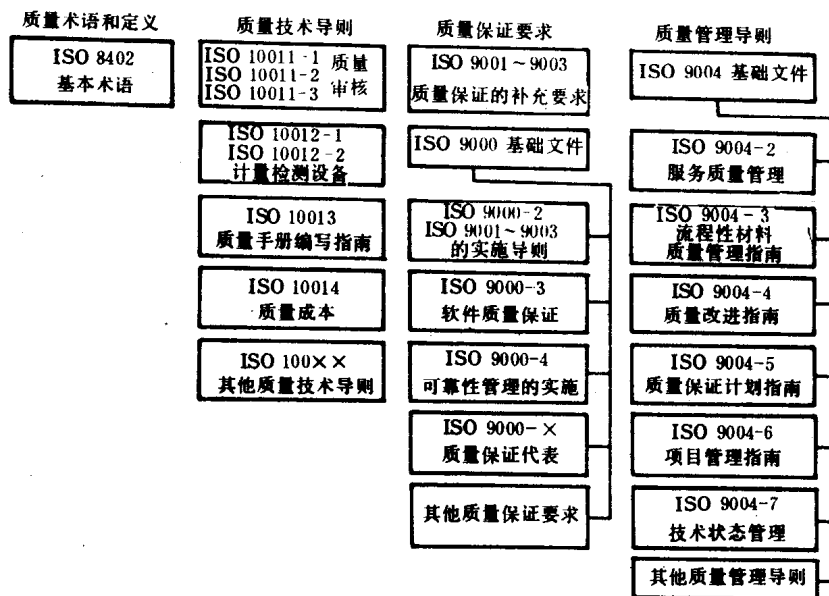 质量术语和定义
ISO 8402
基本术语
质量技术导则
ISO 10011-1 质量
ISO 10011-2
ISO 10011-3 审核
ISO 10012-1
ISO 10012-2
计量检测设备
ISO 10013
质量手册编写指南
ISO 10014
质量成本
ISO 100××
其他质量技术导则
质量保证要求
ISO 9001~9003
质量保证的补充要求
ISO 9000 基础文件
ISO 9000-2
ISO 9001~9003
的实施导则
ISO 9000-3
软件质量保证
ISO 9000-4
可靠性管理的实施
ISO 9000-×
质量保证代表
其他质量保证要求
质量管理导则
ISO 9004 基础文件
ISO 9004-2
服务质量管理
ISO 9004-3
流程性材料
质量管理指南
ISO 9004-4
质量改进指南
ISO 9004-5
质量保证计划指南
ISO 9004-6
项目管理指南
ISO 9004-7
技术状态管理
其他质量管理导则